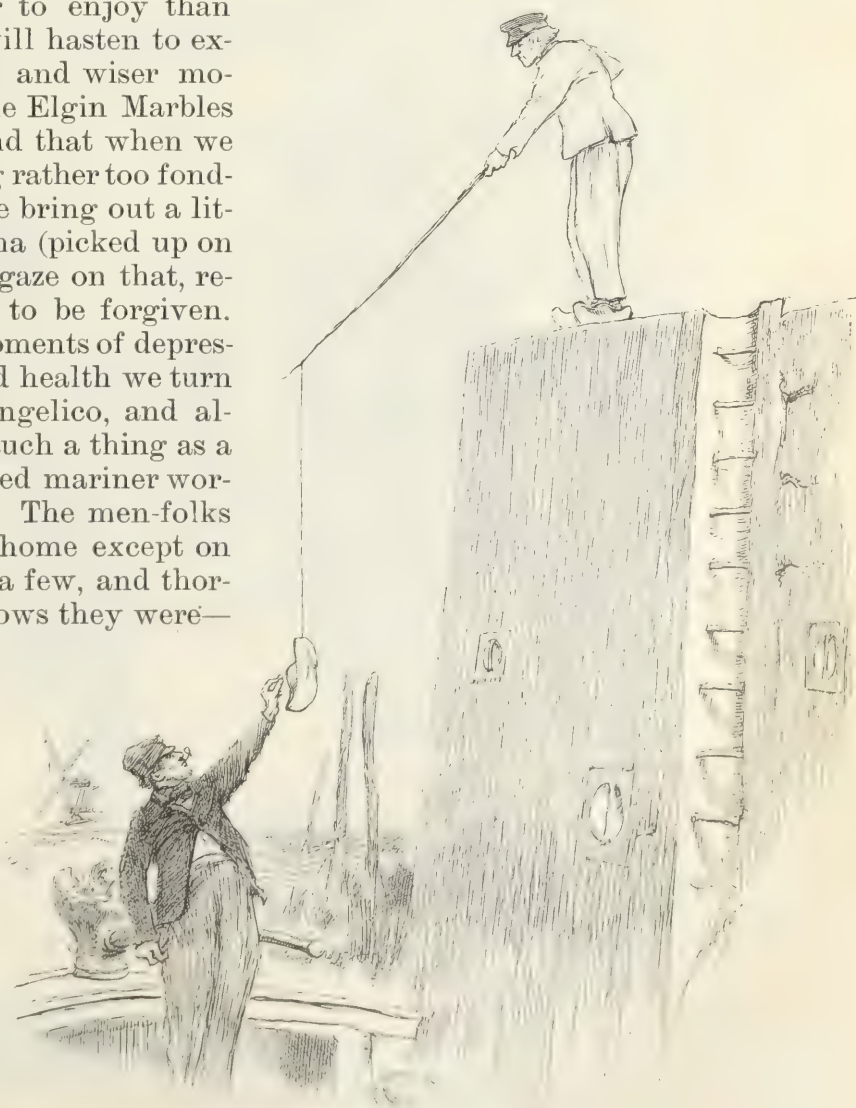 r to enjoy than
ill hasten to ex-
and wiser mo-
e Elgin Marbles
d that when we
g rather too fond-
e bring out a lit-
na (picked up on
gaze on that, re-
to be forgiven.
oments of depres-
d health we turn
ngelico, and al-
uch a thing as a
ed mariner wor-
The men-folks
home except on
a few, and thor-
ows they were—